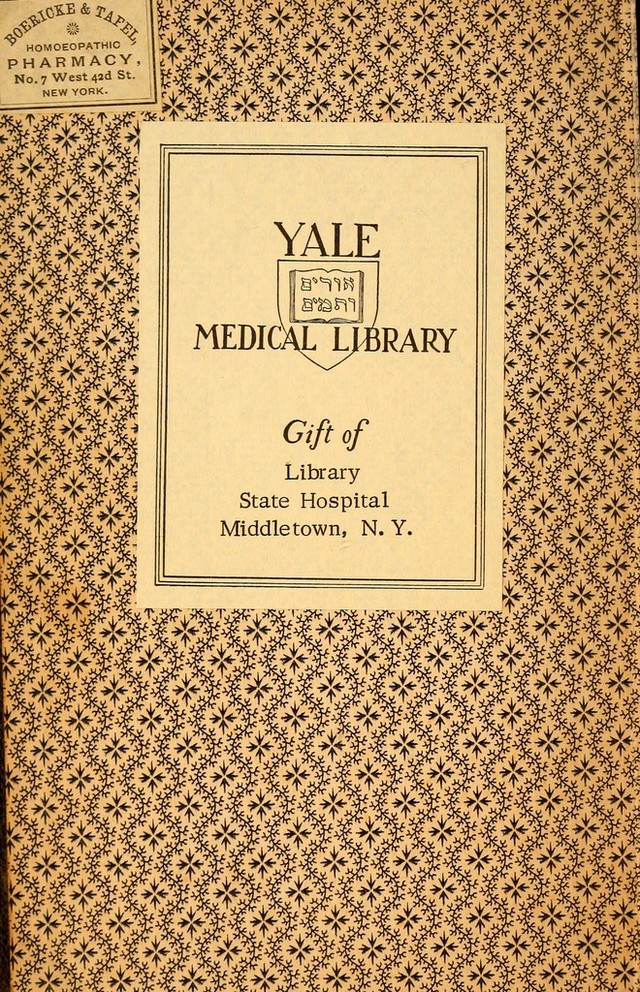 BOERICKE & TAFEL,
HOMOEOPATHIC
PHARMACY,
No. 7 West 42d St.
NEW YORK.
YALE
אורים
ותמים
MEDICAL LIBRARY
Gift of
Library
State Hospital
Middletown, N. Y.